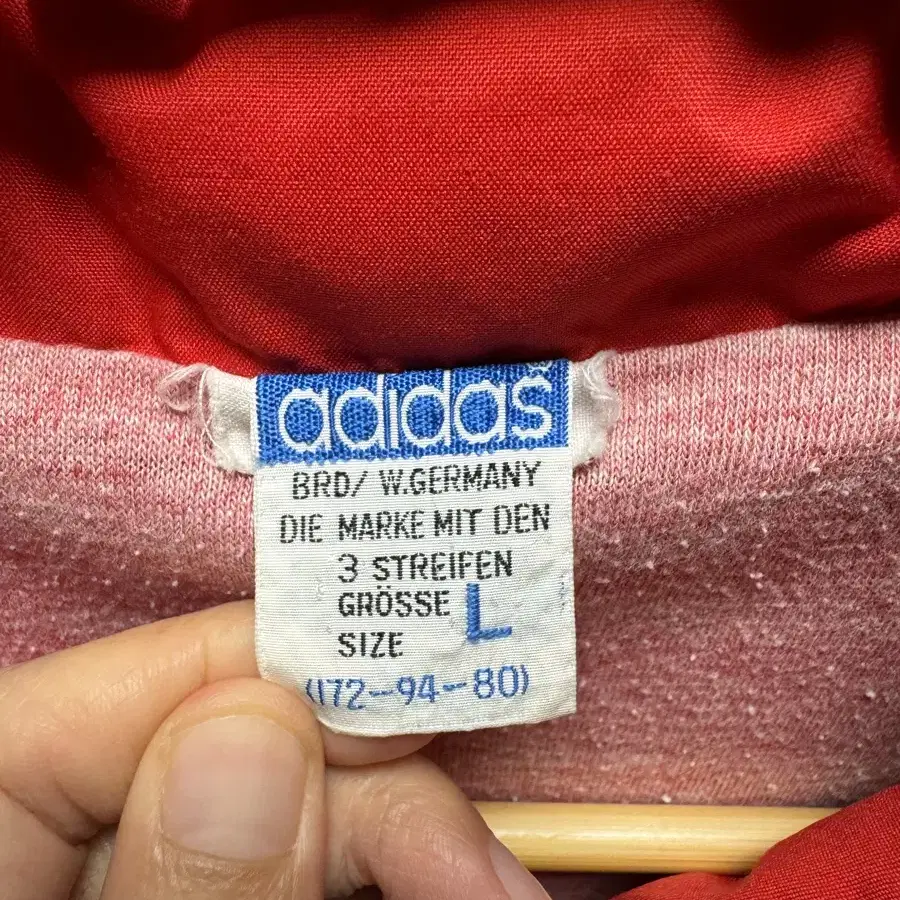 adidas
BRD/ W.GERMANY
DIE MARKE MIT DEN
3 STREIFEN
GRÖSSE L
SIZE
(172-94-80)